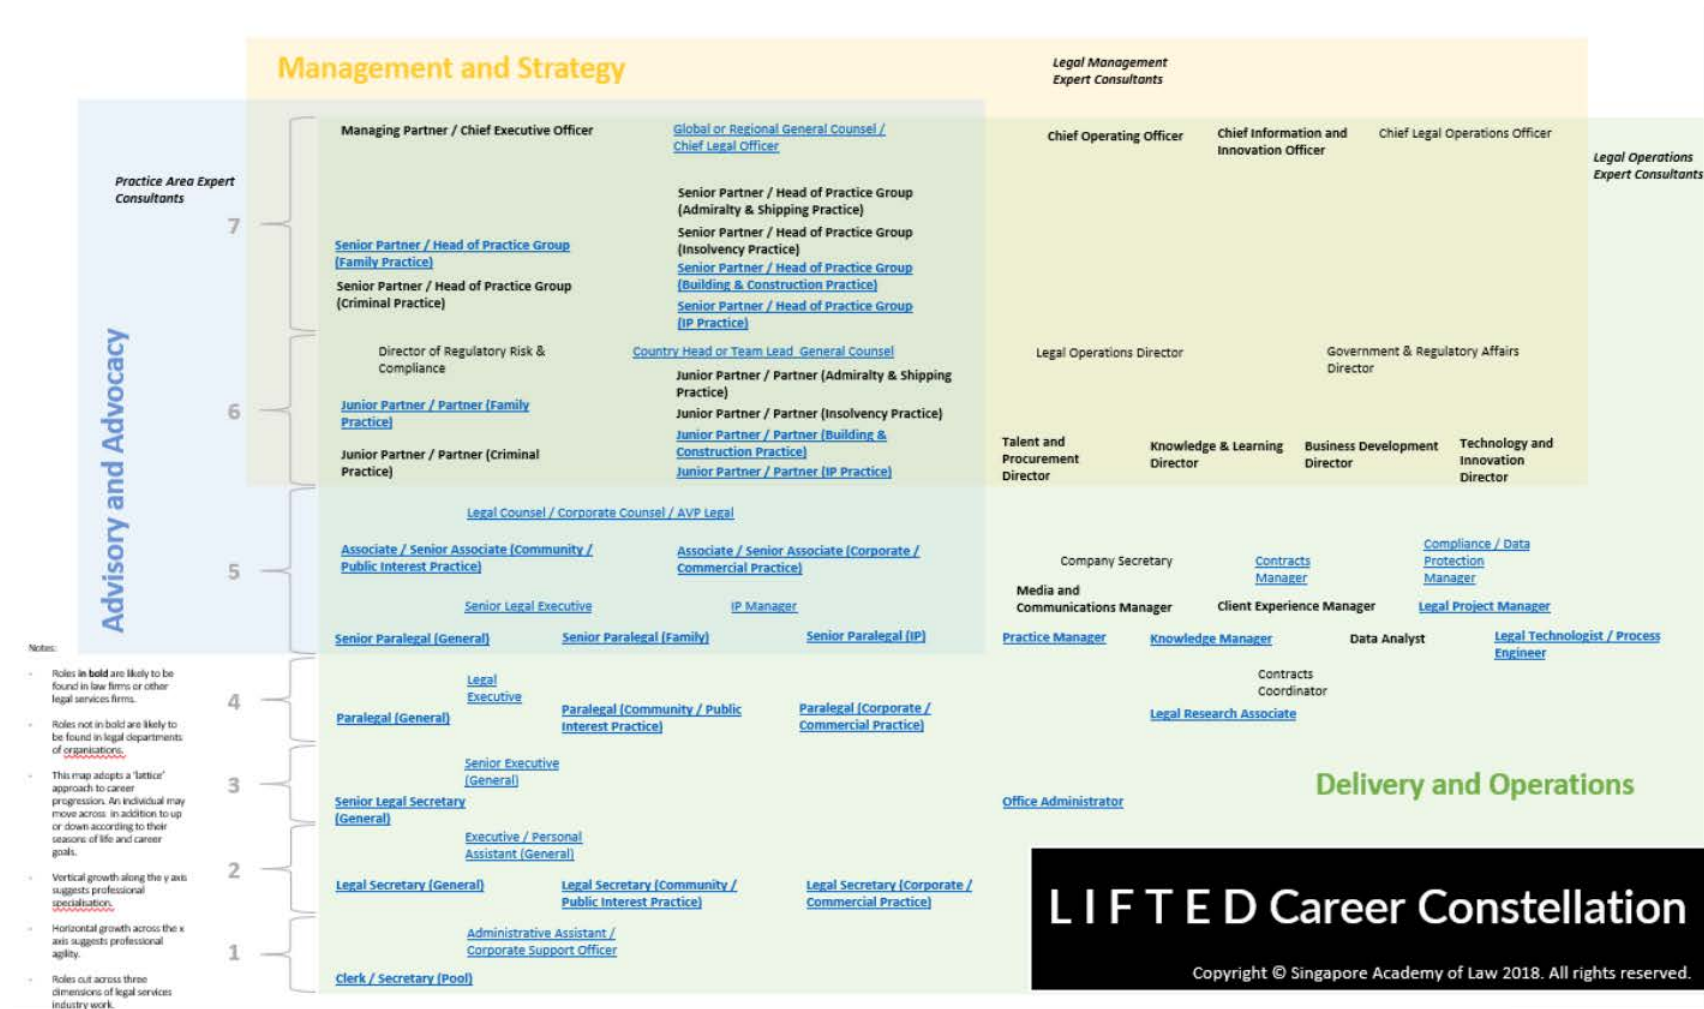 Management and Strategy
Legal Management
Expert Consultants
Managing Partner / Chief Executive Officer
Global or Regional General Counsel /
Chief Legal Officer
Chief Operating Officer
Chief Information and
Innovation Officer
Chief Legal Operations Officer
Legal Operations
Expert Consultants
Practice Area Expert
Consultants
7
Senior Partner / Head of Practice Group
(Admiralty & Shipping Practice)
Senior Partner / Head of Practice Group
(Insolvency Practice)
Senior Partner / Head of Practice Group
(Family Practice)
Senior Partner / Head of Practice Group
(Building & Construction Practice)
Senior Partner / Head of Practice Group
(Criminal Practice)
Senior Partner / Head of Practice Group
(IP Practice)
Advisory and Advocacy
6
Director of Regulatory Risk &
Compliance
Country Head or Team Lead General Counsel
Legal Operations Director
Government & Regulatory Affairs
Director
Junior Partner / Partner (Admiralty & Shipping
Practice)
Junior Partner / Partner (Family
Practice)
Junior Partner / Partner (Insolvency Practice)
Junior Partner / Partner (Building &
Construction Practice)
Junior Partner / Partner (Criminal
Practice)
Junior Partner / Partner (IP Practice)
Talent and
Procurement
Director
Knowledge & Learning
Director
Business Development
Director
Technology and
Innovation
Director
5
Legal Counsel / Corporate Counsel / AVP Legal
Associate / Senior Associate (Community /
Public Interest Practice)
Associate / Senior Associate (Corporate /
Commercial Practice)
Company Secretary
Contracts
Manager
Compliance / Data
Protection
Manager
Media and
Communications Manager
Client Experience Manager
Legal Project Manager
Senior Legal Executive
IP Manager
Senior Paralegal (General)
Senior Paralegal (Family)
Senior Paralegal (IP)
Practice Manager
Knowledge Manager
Data Analyst
Legal Technologist / Process
Engineer
4
Legal
Executive
Contracts
Coordinator
Paralegal (General)
Paralegal (Community / Public
Interest Practice)
Paralegal (Corporate /
Commercial Practice)
Legal Research Associate
3
Senior Executive
(General)
Senior Legal Secretary
(General)
Office Administrator
Delivery and Operations
2
Executive / Personal
Assistant (General)
Legal Secretary (General)
Legal Secretary (Community /
Public Interest Practice)
Legal Secretary (Corporate /
Commercial Practice)
1
Administrative Assistant /
Corporate Support Officer
Clerk / Secretary (Pool)
Notes:
- Roles in bold are likely to be
found in law firms or other
legal services firms.
- Roles not in bold are likely to
be found in legal departments
of organisations.
- This map adopts a 'lattice'
approach to career
progression. An individual may
move across in addition to up
or down according to their
seasons of life and career
goals.
- Vertical growth along the y axis
suggests professional
specialisation.
- Horizontal growth across the x
axis suggests professional
agility.
- Roles cut across three
dimensions of legal services
industry work.
LIFTED Career Constellation
Copyright © Singapore Academy of Law 2018. All rights reserved.